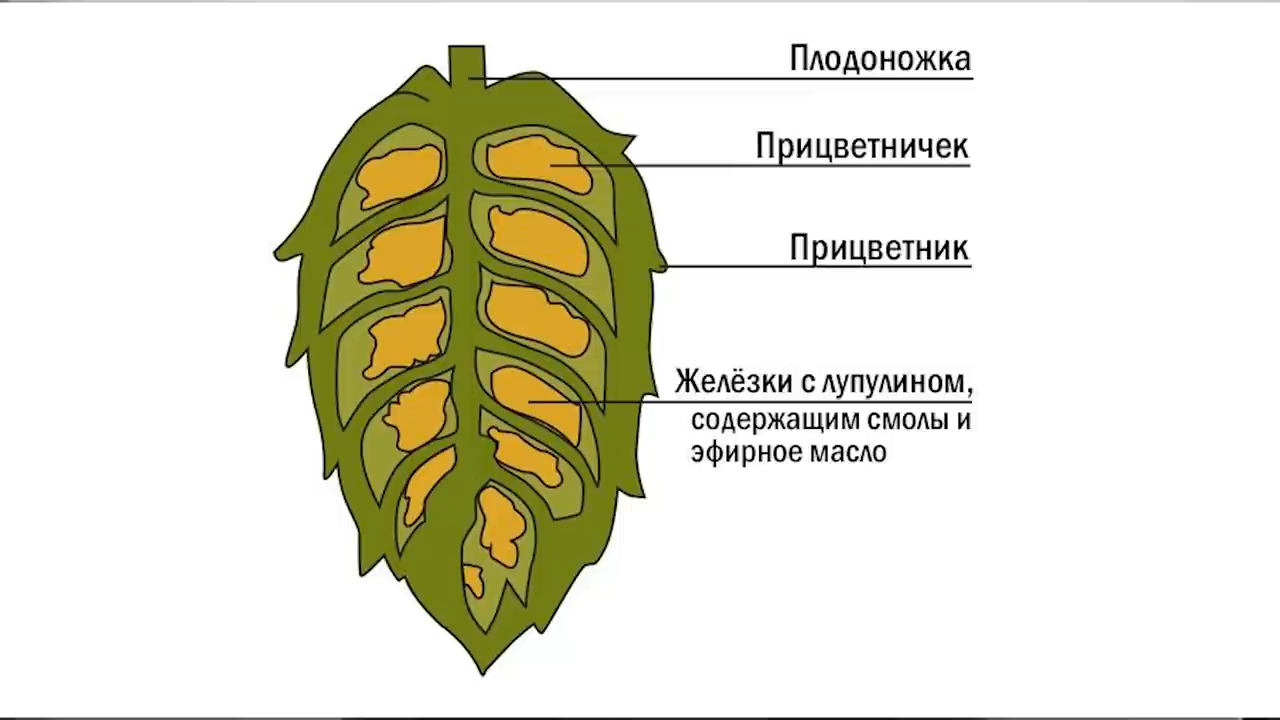 Плодоножка
Прицветничек
Прицветник
Желёзки с лупулином,
содержащим смолы и
эфирное масло